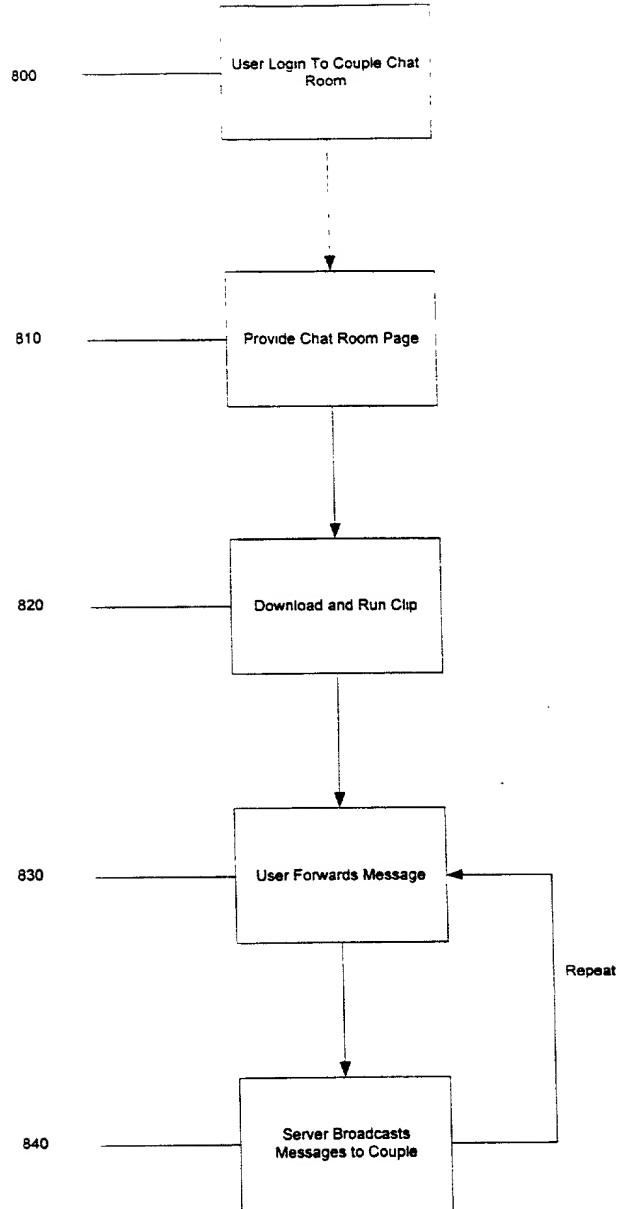 800
User Login To Couple Chat
Room
810
Provide Chat Room Page
820
Download and Run Clip
830
User Forwards Message
Repeat
840
Server Broadcasts
Messages to Couple